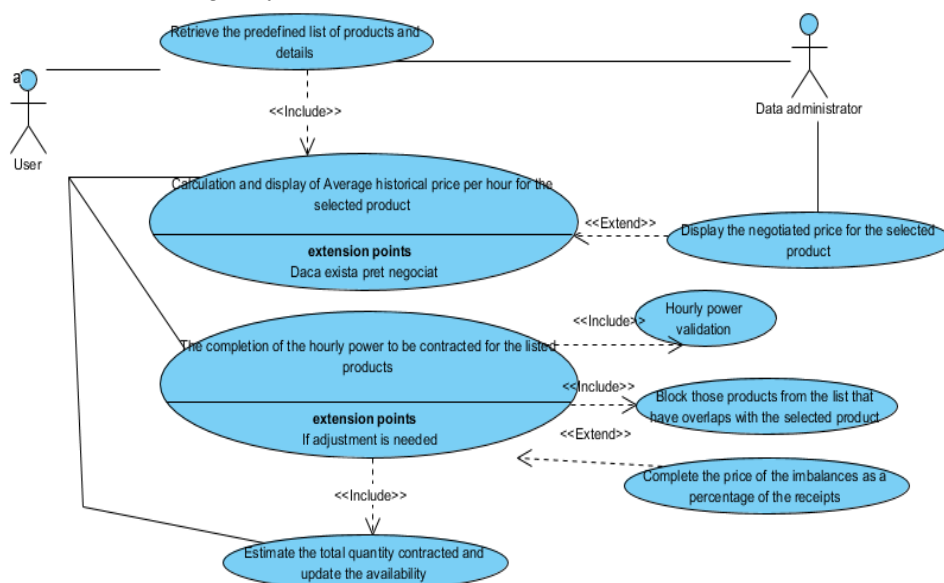 Retrieve the predefined list of products and
details
a
User
Data administrator
<<Include>>
Calculation and display of Average historical price per hour for the
selected product
extension points
Daca exista pret negociat
<<Extend>>
Display the negotiated price for the selected
product
The completion of the hourly power to be contracted for the listed
products
extension points
If adjustment is needed
<<Include>>
Hourly power
validation
<<Include>>
Block those products from the list that
have overlaps with the selected product
<<Extend>>
Complete the price of the imbalances as a
percentage of the receipts
<<Include>>
Estimate the total quantity contracted and
update the availability